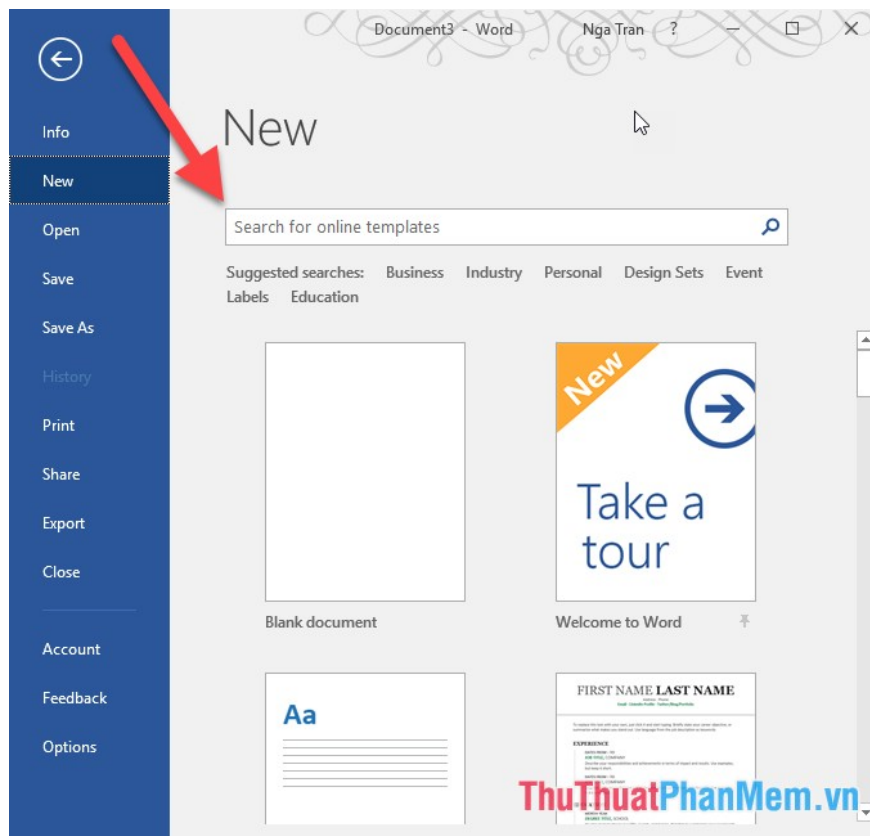 Document3 - Word Nga Tran ?
Info
New
Open
Save
Save As
History
Print
Share
Export
Close
Account
Feedback
Options
New
Search for online templates
Suggested searches: Business Industry Personal Design Sets Event
Labels Education
New
Take a
tour
Blank document
Welcome to Word
Aa
FIRST NAME LAST NAME
EXPERIENCE
ThuThuatPhanMem.vn